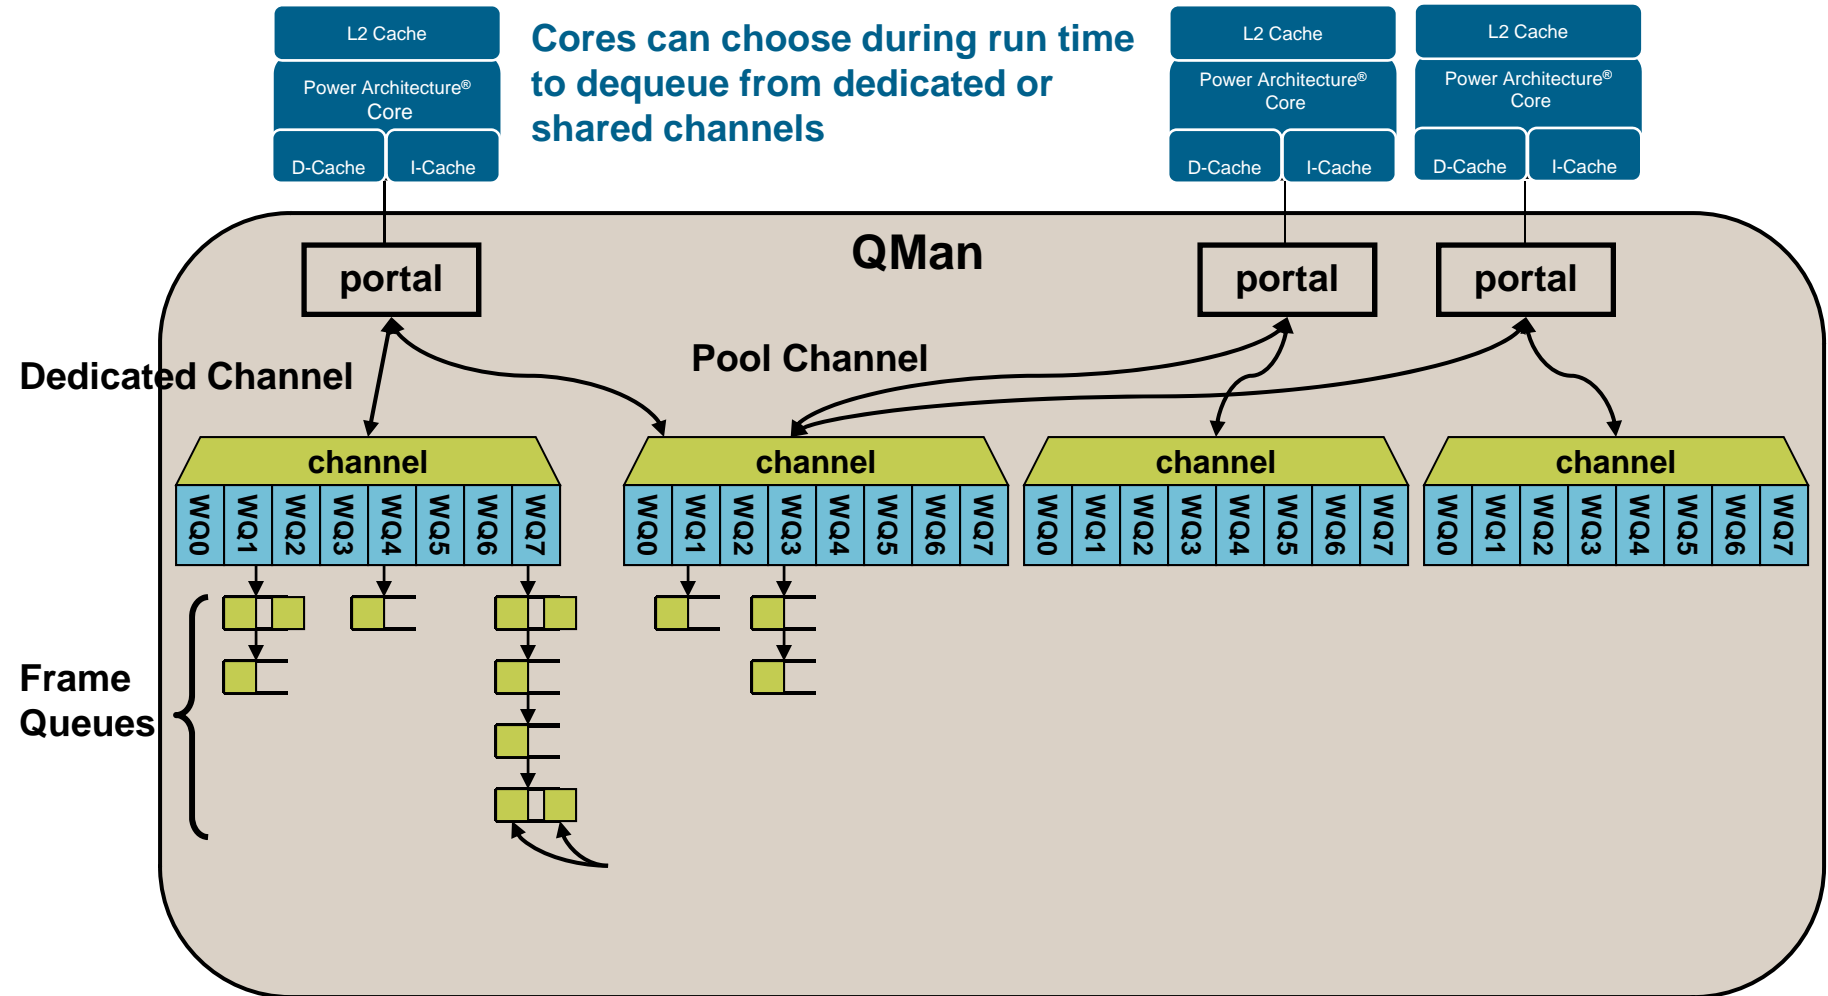 L2 Cache
Power Architecture®
Core
D-Cache
I-Cache
Cores can choose during run time
to dequeue from dedicated or
shared channels
L2 Cache
Power Architecture®
Core
D-Cache
I-Cache
L2 Cache
Power Architecture®
Core
D-Cache
I-Cache
QMan
portal
portal
portal
Dedicated Channel
Pool Channel
channel
WQ0
WQ1
WQ2
WQ3
WQ4
WQ5
WQ6
WQ7
channel
WQ0
WQ1
WQ2
WQ3
WQ4
WQ5
WQ6
WQ7
channel
WQ0
WQ1
WQ2
WQ3
WQ4
WQ5
WQ6
WQ7
channel
WQ0
WQ1
WQ2
WQ3
WQ4
WQ5
WQ6
WQ7
Frame
Queues